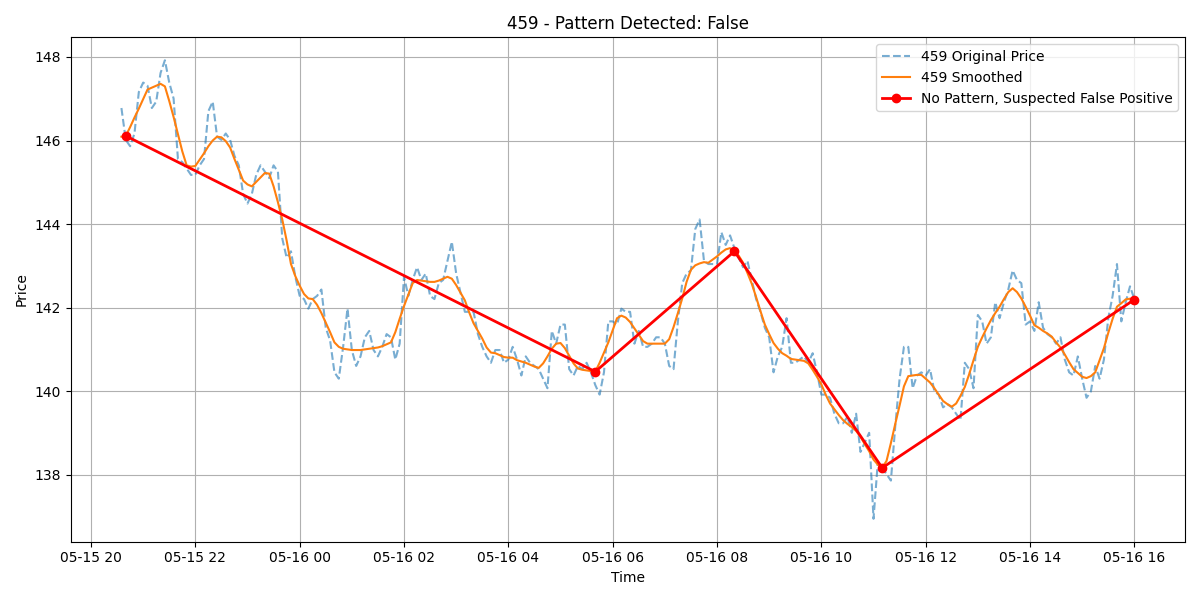 459 - Pattern Detected: False
459 Original Price
459 Smoothed
No Pattern, Suspected False Positive
Price
148
146
144
142
140
138
05-15 20
05-15 22
05-16 00
05-16 02
05-16 04
05-16 06
05-16 08
05-16 10
05-16 12
05-16 14
05-16 16
Time